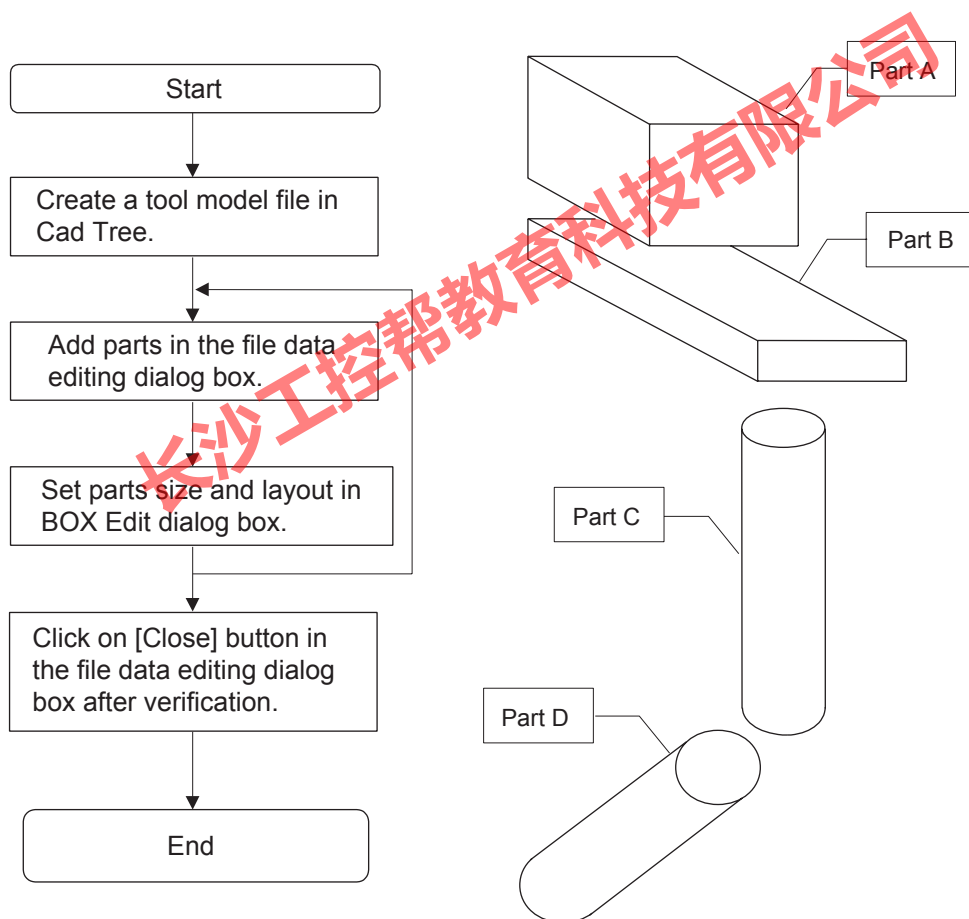 Start
Create a tool model file in
Cad Tree.
Add parts in the file data
editing dialog box.
Set parts size and layout in
BOX Edit dialog box.
Click on [Close] button in
the file data editing dialog
box after verification.
End
Part A
Part B
Part C
Part D
长沙工控帮教育科技有限公司